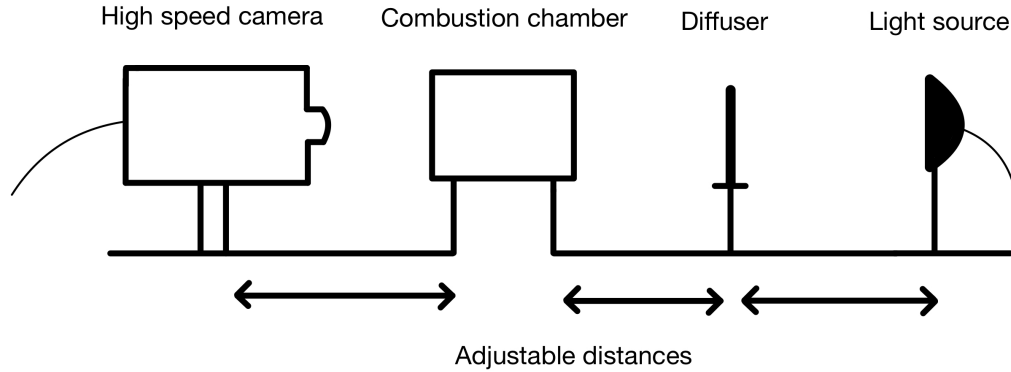 High speed camera
Combustion chamber
Diffuser
Light source
Adjustable distances